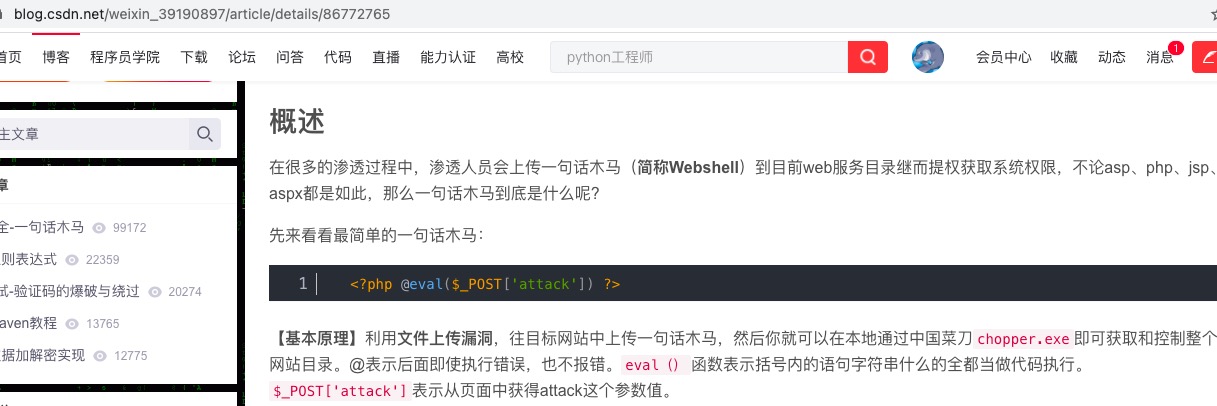 blog.csdn.net/weixin_39190897/article/details/86772765
首页 博客 程序员学院 下载 论坛 问答 代码 直播 能力认证 高校 python工程师 会员中心 收藏 动态 消息 1
主文章
章
全-一句话木马 99172
则表达式 22359
试-验证码的爆破与绕过 20274
aven教程 13765
据加解密实现 12775
概述
在很多的渗透过程中，渗透人员会上传一句话木马（简称Webshell）到目前web服务目录继而提权获取系统权限，不论asp、php、jsp、
aspx都是如此，那么一句话木马到底是什么呢?
先来看看最简单的一句话木马：
1 <?php @eval($_POST['attack']) ?>
【基本原理】利用文件上传漏洞，往目标网站中上传一句话木马，然后你就可以在本地通过中国菜刀chopper.exe即可获取和控制整个
网站目录。@表示后面即使执行错误，也不报错。eval（）函数表示括号内的语句字符串什么的全都当做代码执行。
$_POST['attack']表示从页面中获得attack这个参数值。